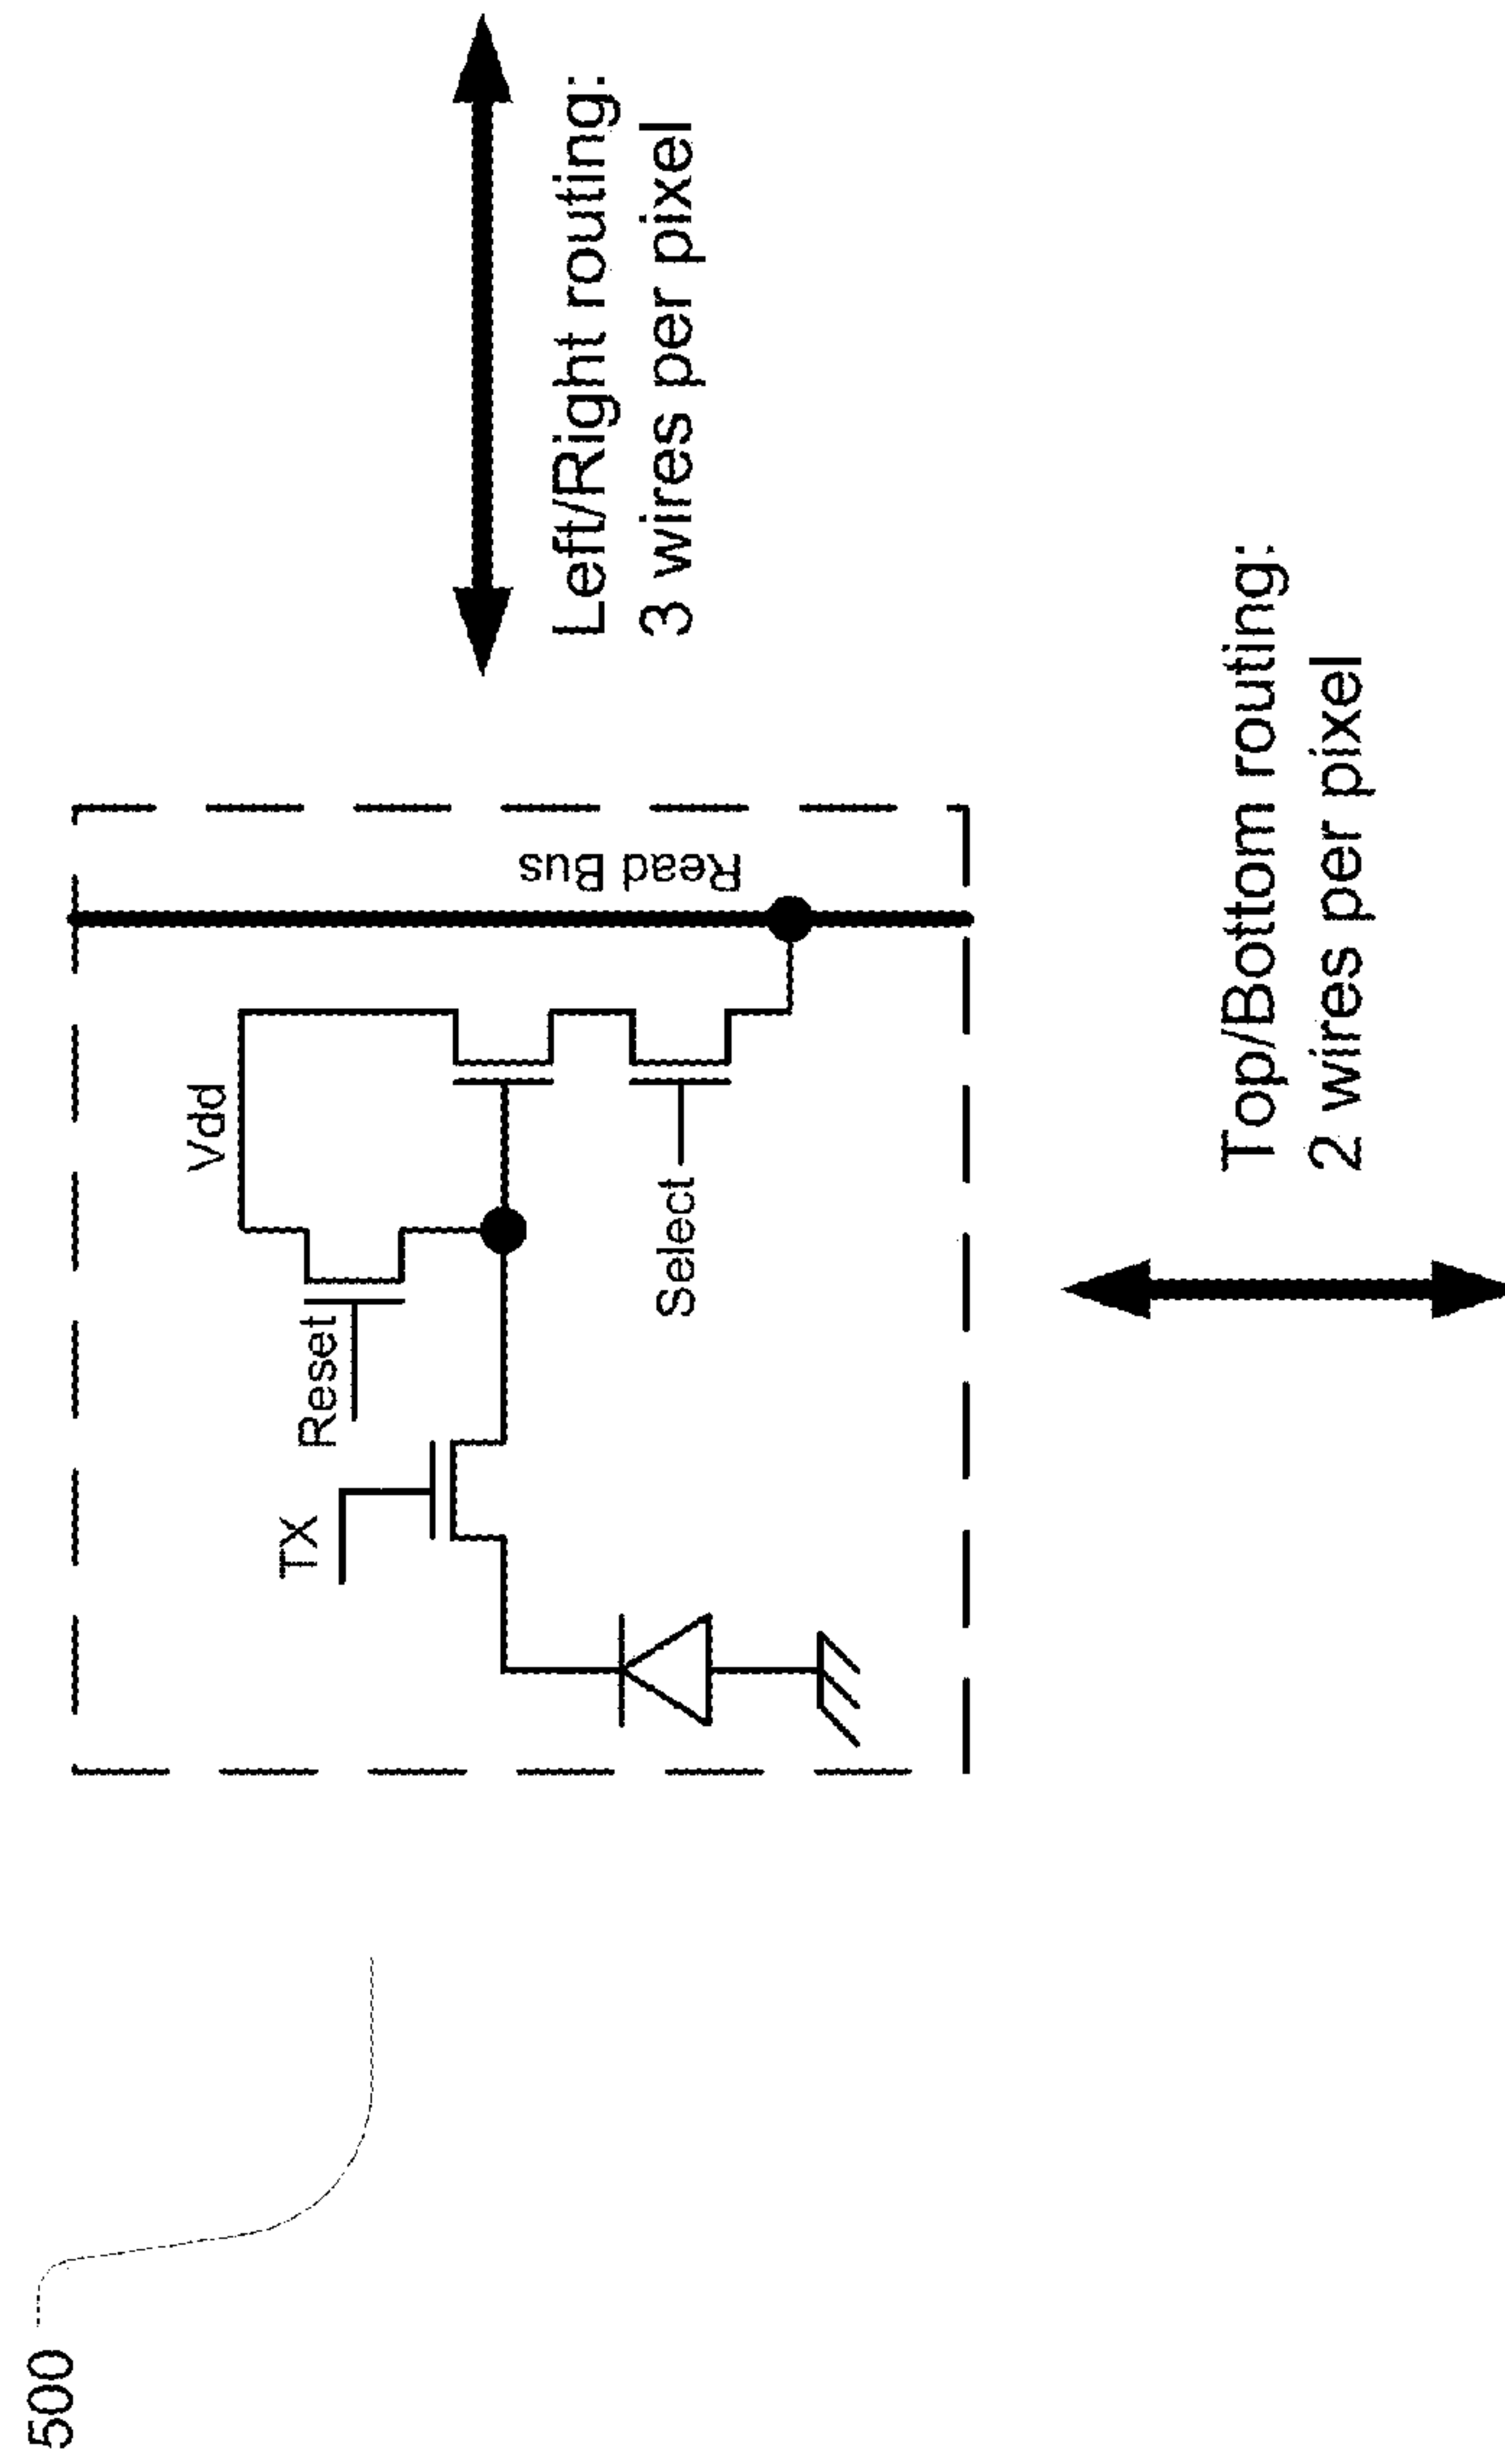 500
TX
Reset
Vdd
Select
Read Bus
Left/Right routing:
3 wires per pixel
Top/Bottom routing:
2 wires per pixel